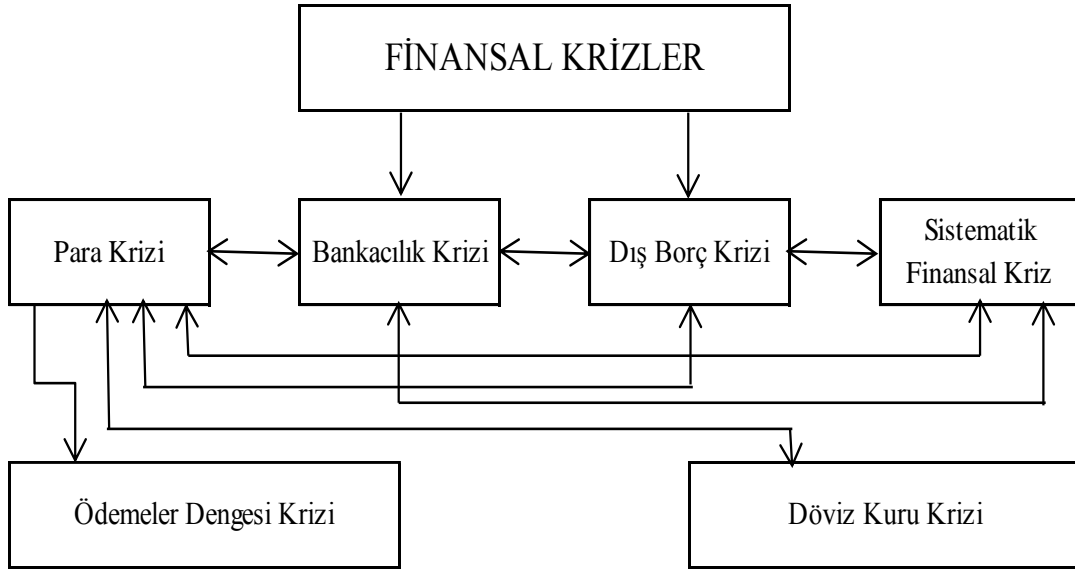 FİNANSAL KRİZLER
Para Krizi
Bankacılık Krizi
Dış Borç Krizi
Sistematik
Finansal Kriz
Ödemeler Dengesi Krizi
Döviz Kuru Krizi